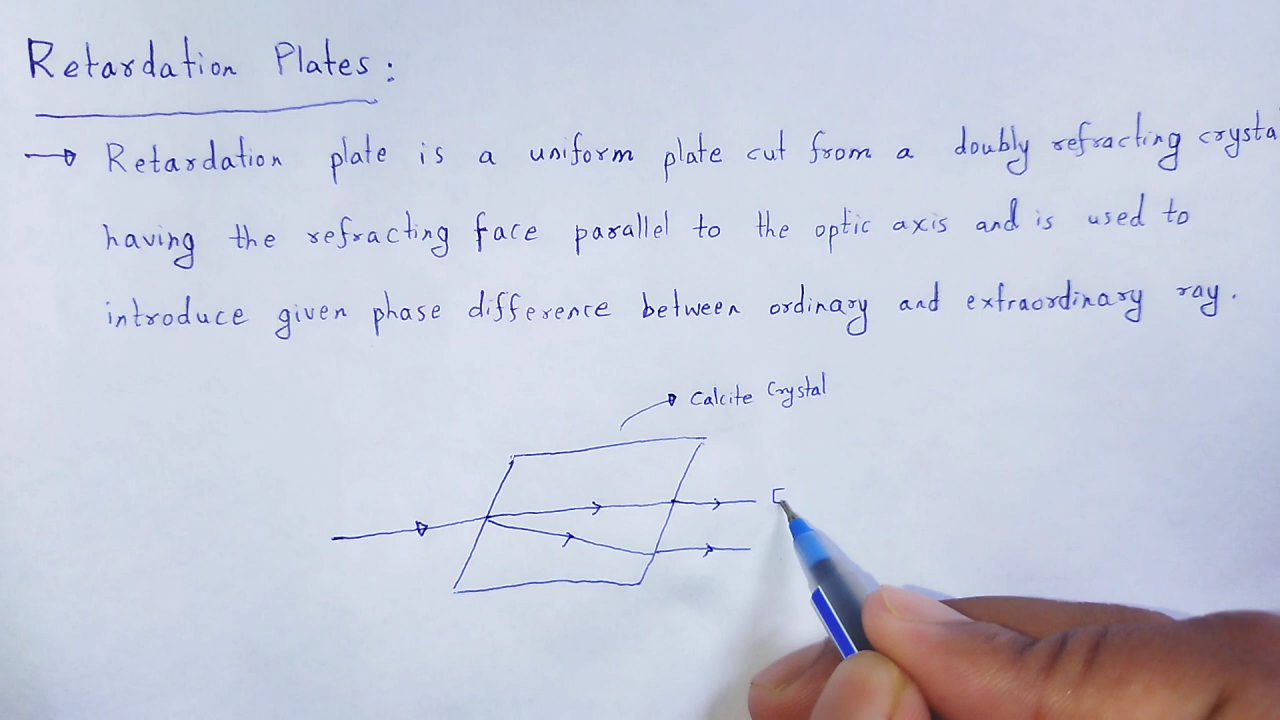 Retardation Plates:
→ Retardation plate is a uniform plate cut from a doubly refracting crysta
having the refracting face parallel to the optic axis and is used to
introduce given phase difference between ordinary and extraordinary ray.
Calcite Crystal